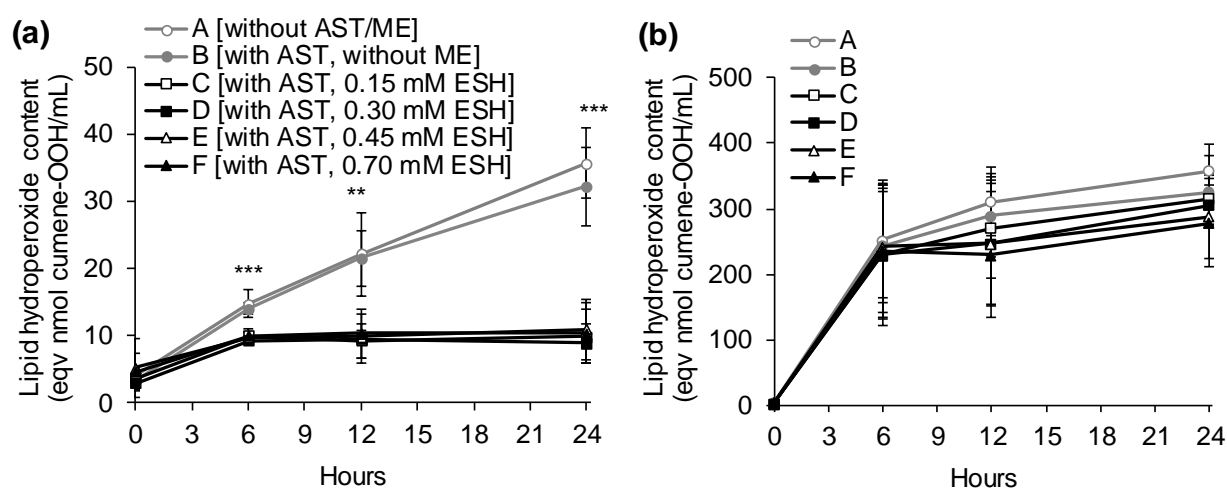 (a)
A [without AST/ME]
B [with AST, without ME]
C [with AST, 0.15 mM ESH]
D [with AST, 0.30 mM ESH]
E [with AST, 0.45 mM ESH]
F [with AST, 0.70 mM ESH]
Lipid hydroperoxide content
(eqv nmol cumene-OOH/mL)
50
40
30
20
10
0
***
**
***
0 3 6 9 12 15 18 21 24
Hours
(b)
A
B
C
D
E
F
Lipid hydroperoxide content
(eqv nmol cumene-OOH/mL)
500
400
300
200
100
0
0 3 6 9 12 15 18 21 24
Hours